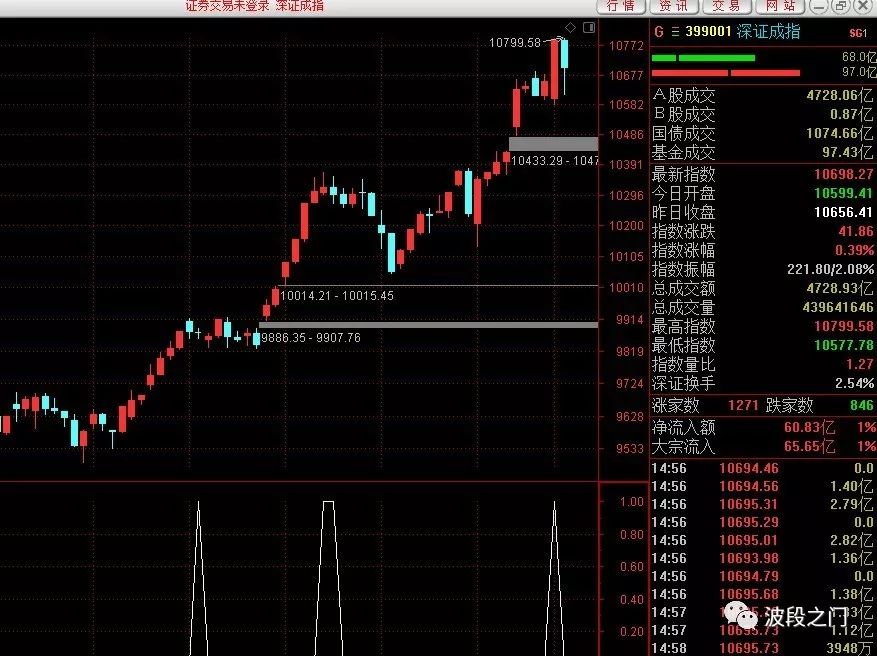 证券交易未登录 深证成指
行情 资讯 交易 网站
10799.58
10433.29 - 1047
10014.21 - 10015.45
9886.35 - 9907.76
10772
10677
10582
10486
10391
10296
10200
10105
10010
9914
9819
9724
9628
9533
1.00
0.80
0.60
0.40
0.20
G 399001 深证成指 SG1
68.0亿
97.0亿
A股成交 4728.06亿
B股成交 0.87亿
国债成交 1074.66亿
基金成交 97.43亿
最新指数 10698.27
今日开盘 10599.41
昨日收盘 10656.41
指数涨跌 41.86
指数涨幅 0.39%
指数振幅 221.80/2.08%
总成交额 4728.93亿
总成交量 439641646
最高指数 10799.58
最低指数 10577.78
指数量比 1.27
深证换手 2.54%
涨家数 1271 跌家数 846
净流入额 60.83亿 1%
大宗流入 65.65亿 1%
14:56 10694.46 0.0
14:56 10694.56 1.40亿
14:56 10695.31 2.79亿
14:56 10695.29 0.0
14:56 10695.01 2.82亿
14:56 10693.98 1.36亿
14:56 10694.79 0.0
14:56 10695.68 1.38亿
14:57
14:57 10695.73 1.12亿
14:58 10695.73 3948万
波段之门